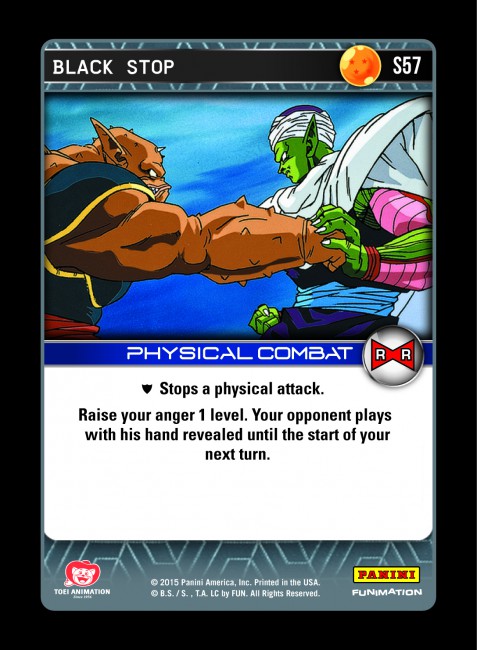 BLACK STOP
S57
PHYSICAL COMBAT
R R
Stops a physical attack.
Raise your anger 1 level. Your opponent plays
with his hand revealed until the start of your
next turn.
TOEI ANIMATION
Since 1956
© 2015 Panini America, Inc. Printed in the USA.
© B.S. / S. , T.A. LC by FUN. All Rights Reserved.
PANINI
FUNIMATION